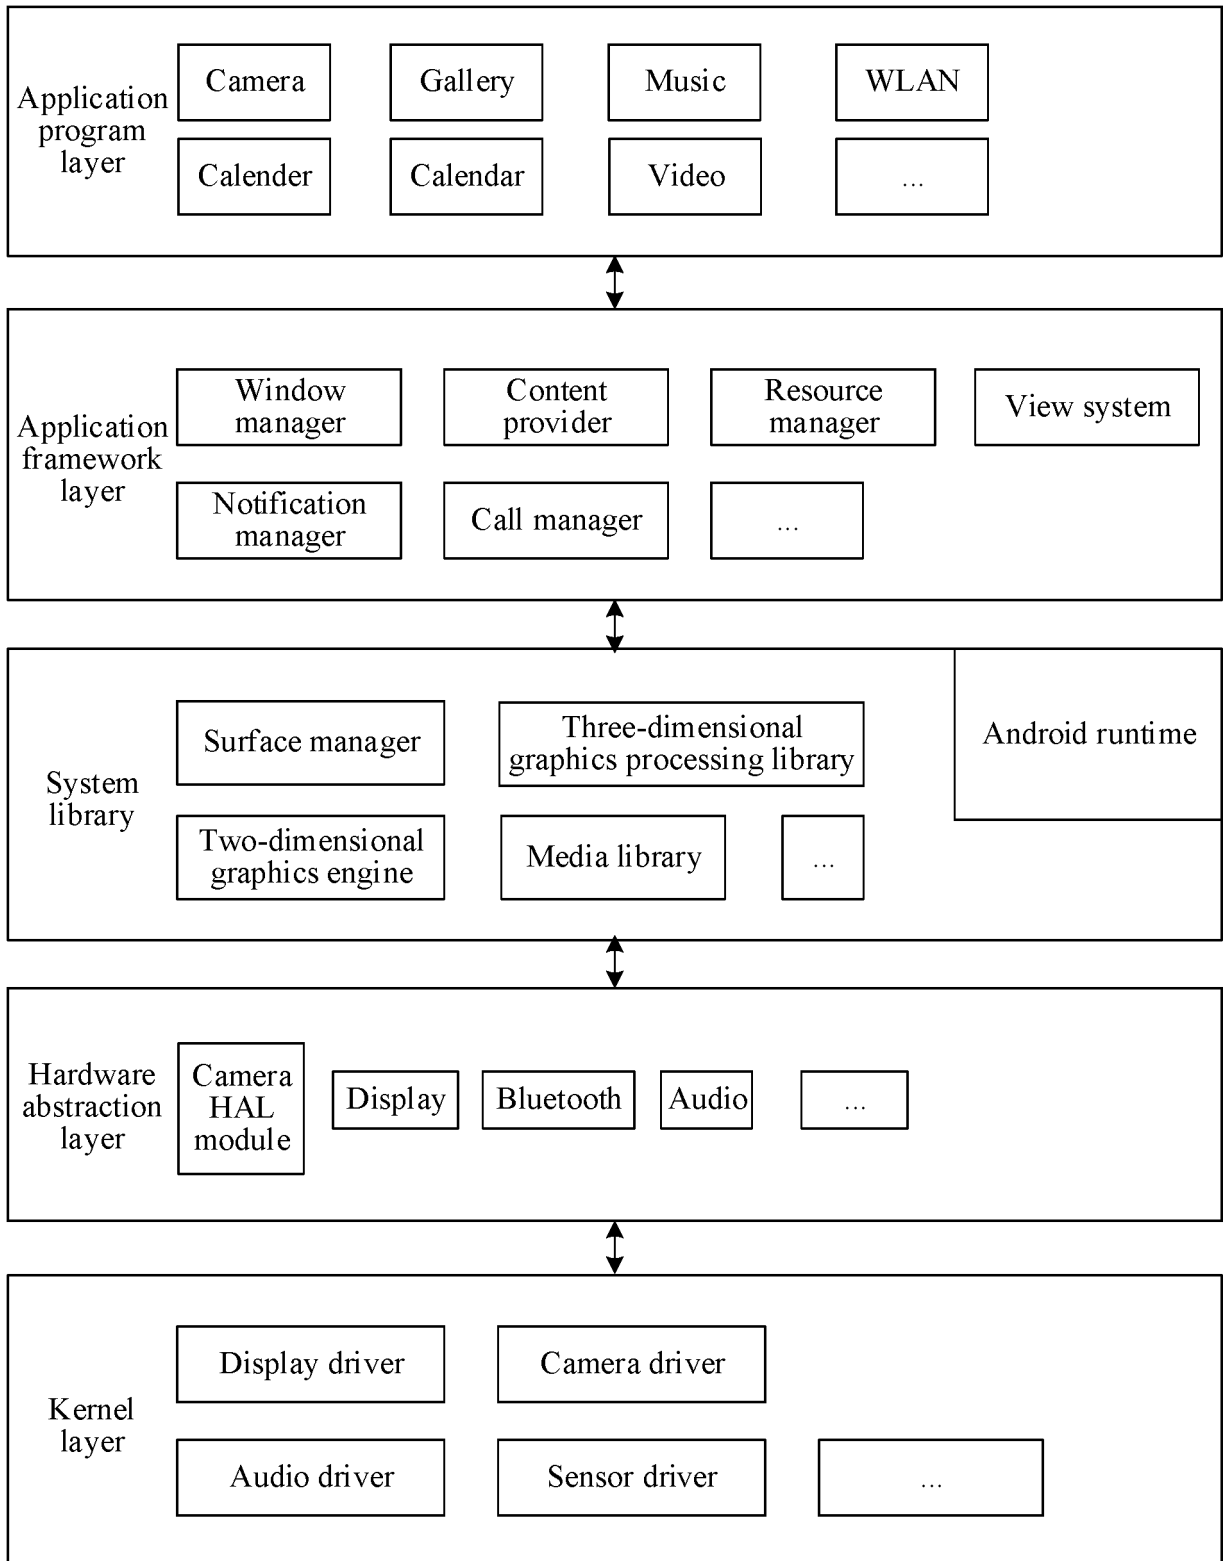 Application
program
layer
Camera
Gallery
Music
WLAN
Calender
Calendar
Video
...
Application
framework
layer
Window
manager
Content
provider
Resource
manager
View system
Notification
manager
Call manager
...
System
library
Surface manager
Three-dimensional
graphics processing library
Android runtime
Two-dimensional
graphics engine
Media library
...
Hardware
abstraction
layer
Camera
HAL
module
Display
Bluetooth
Audio
...
Kernel
layer
Display driver
Camera driver
Audio driver
Sensor driver
...